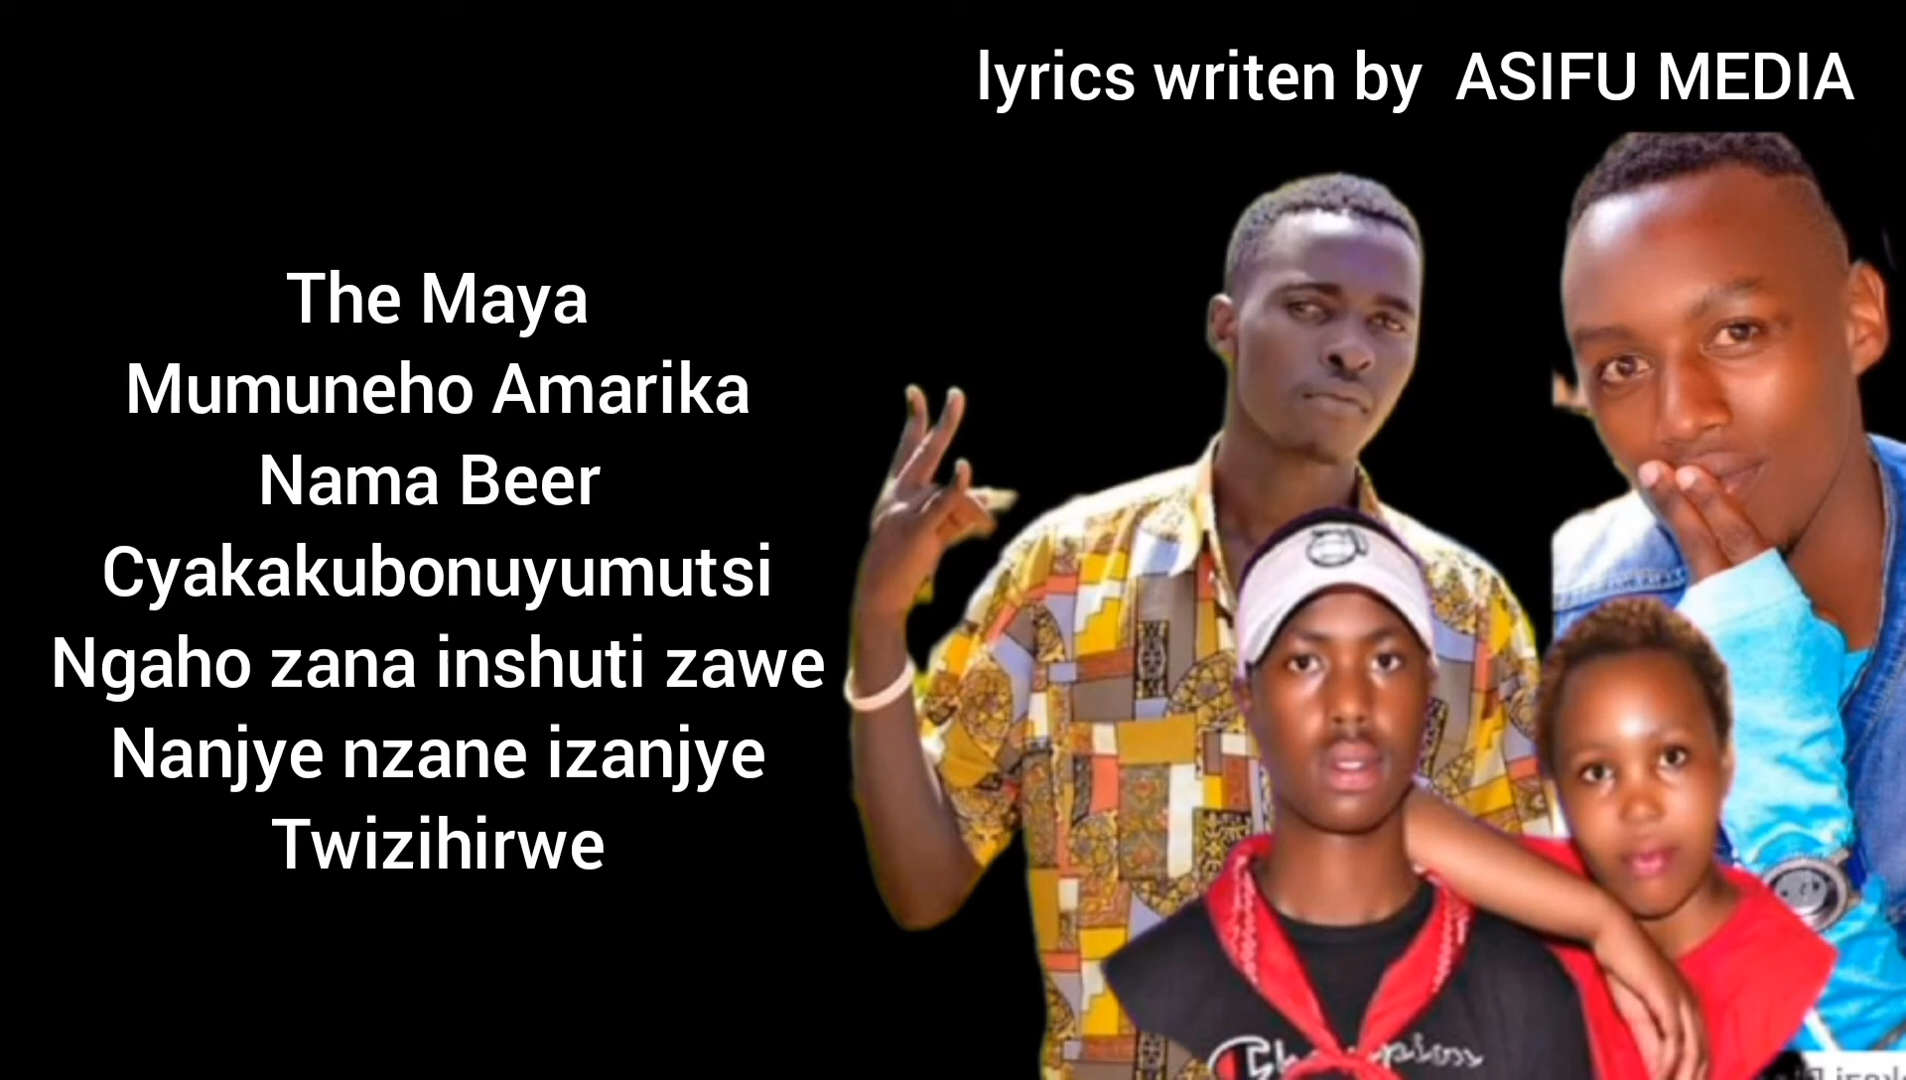 lyrics writen by ASIFU MEDIA
The Maya
Mumuneho Amarika
Nama Beer
Cyakakubonuyumutsi
Ngaho zana inshuti zawe
Nanjye nzane izanjye
Twizihirwe
Champion